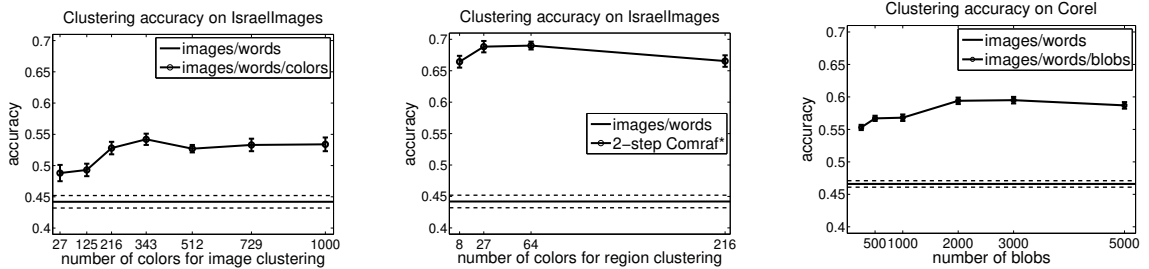 Clustering accuracy on IsraelImages
0.7
0.65
0.6
0.55
0.5
0.45
0.4
accuracy
images/words
images/words/colors
27 125 216 343 512 729 1000
number of colors for image clustering
Clustering accuracy on IsraelImages
0.7
0.65
0.6
0.55
0.5
0.45
0.4
accuracy
images/words
2−step Comraf*
8 27 64 216
number of colors for region clustering
Clustering accuracy on Corel
0.7
0.65
0.6
0.55
0.5
0.45
0.4
accuracy
images/words
images/words/blobs
500 1000 2000 3000 5000
number of blobs